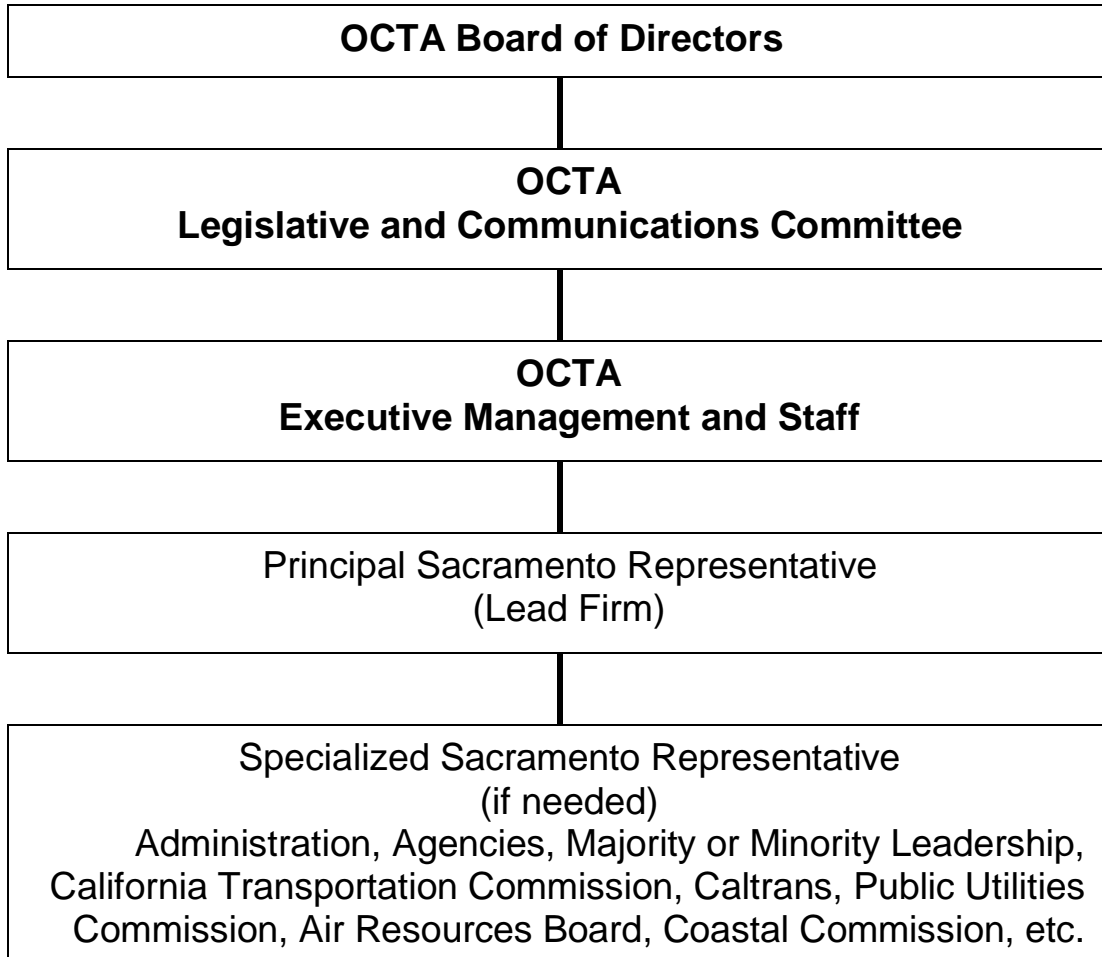 OCTA Board of Directors
OCTA
Legislative and Communications Committee
OCTA
Executive Management and Staff
Principal Sacramento Representative
(Lead Firm)
Specialized Sacramento Representative
(if needed)
Administration, Agencies, Majority or Minority Leadership,
California Transportation Commission, Caltrans, Public Utilities
Commission, Air Resources Board, Coastal Commission, etc.